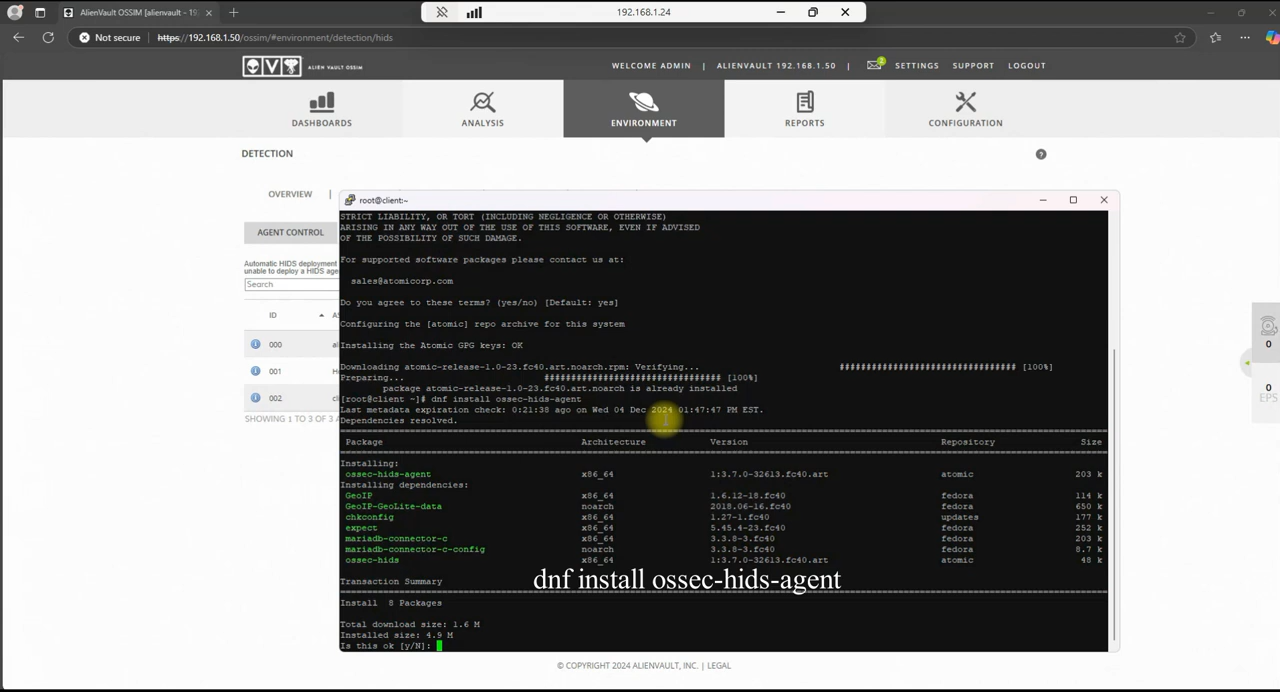 AlienVault OSSIM [alienvault - 19
192.168.1.24
Not secure
https://192.168.1.50/ossim/#environment/detection/hids
ALIEN VAULT OSSIM
WELCOME ADMIN | ALIENVAULT 192.168.1.50 | 2 SETTINGS SUPPORT LOGOUT
DASHBOARDS ANALYSIS ENVIRONMENT REPORTS CONFIGURATION
DETECTION
OVERVIEW |
AGENT CONTROL
Automatic HIDS deployment
unable to deploy a HIDS age
Search
ID AS
000 al
001 Ho
002 cli
SHOWING 1 TO 3 OF 3
root@client:~
STRICT LIABILITY, OR TORT (INCLUDING NEGLIGENCE OR OTHERWISE)
ARISING IN ANY WAY OUT OF THE USE OF THIS SOFTWARE, EVEN IF ADVISED
OF THE POSSIBILITY OF SUCH DAMAGE.
For supported software packages please contact us at:
sales@atomicorp.com
Do you agree to these terms? (yes/no) [Default: yes]
Configuring the [atomic] repo archive for this system
Installing the Atomic GPG keys: OK
Downloading atomic-release-1.0-23.fc40.art.noarch.rpm: Verifying... ################################# [100%]
Preparing... ################################# [100%]
package atomic-release-1.0-23.fc40.art.noarch is already installed
[root@client ~]# dnf install ossec-hids-agent
Last metadata expiration check: 0:21:38 ago on Wed 04 Dec 2024 01:47:47 PM EST.
Dependencies resolved.
Package Architecture Version Repository Size
Installing:
ossec-hids-agent x86_64 1:3.7.0-32613.fc40.art atomic 203 k
Installing dependencies:
GeoIP x86_64 1.6.12-18.fc40 fedora 114 k
GeoIP-GeoLite-data noarch 2018.06-16.fc40 fedora 650 k
chkconfig x86_64 1.27-1.fc40 updates 177 k
expect x86_64 5.45.4-23.fc40 fedora 252 k
mariadb-connector-c x86_64 3.3.8-3.fc40 fedora 203 k
mariadb-connector-c-config noarch 3.3.8-3.fc40 fedora 8.7 k
ossec-hids x86_64 1:3.7.0-32613.fc40.art atomic 48 k
dnf install ossec-hids-agent
Transaction Summary
Install 8 Packages
Total download size: 1.6 M
Installed size: 4.9 M
Is this ok [y/N]:
0
0
EPS
© COPYRIGHT 2024 ALIENVAULT, INC. | LEGAL